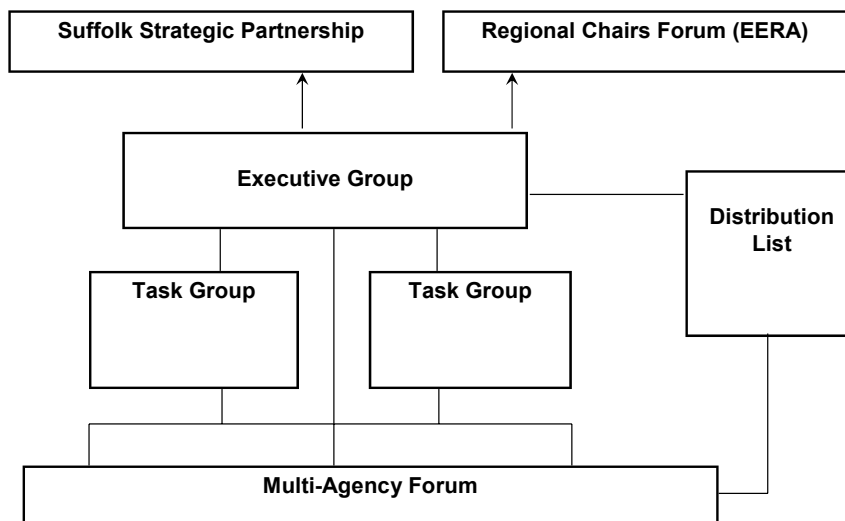 Suffolk Strategic Partnership
Regional Chairs Forum (EERA)
Executive Group
Distribution
List
Task Group
Task Group
Multi-Agency Forum